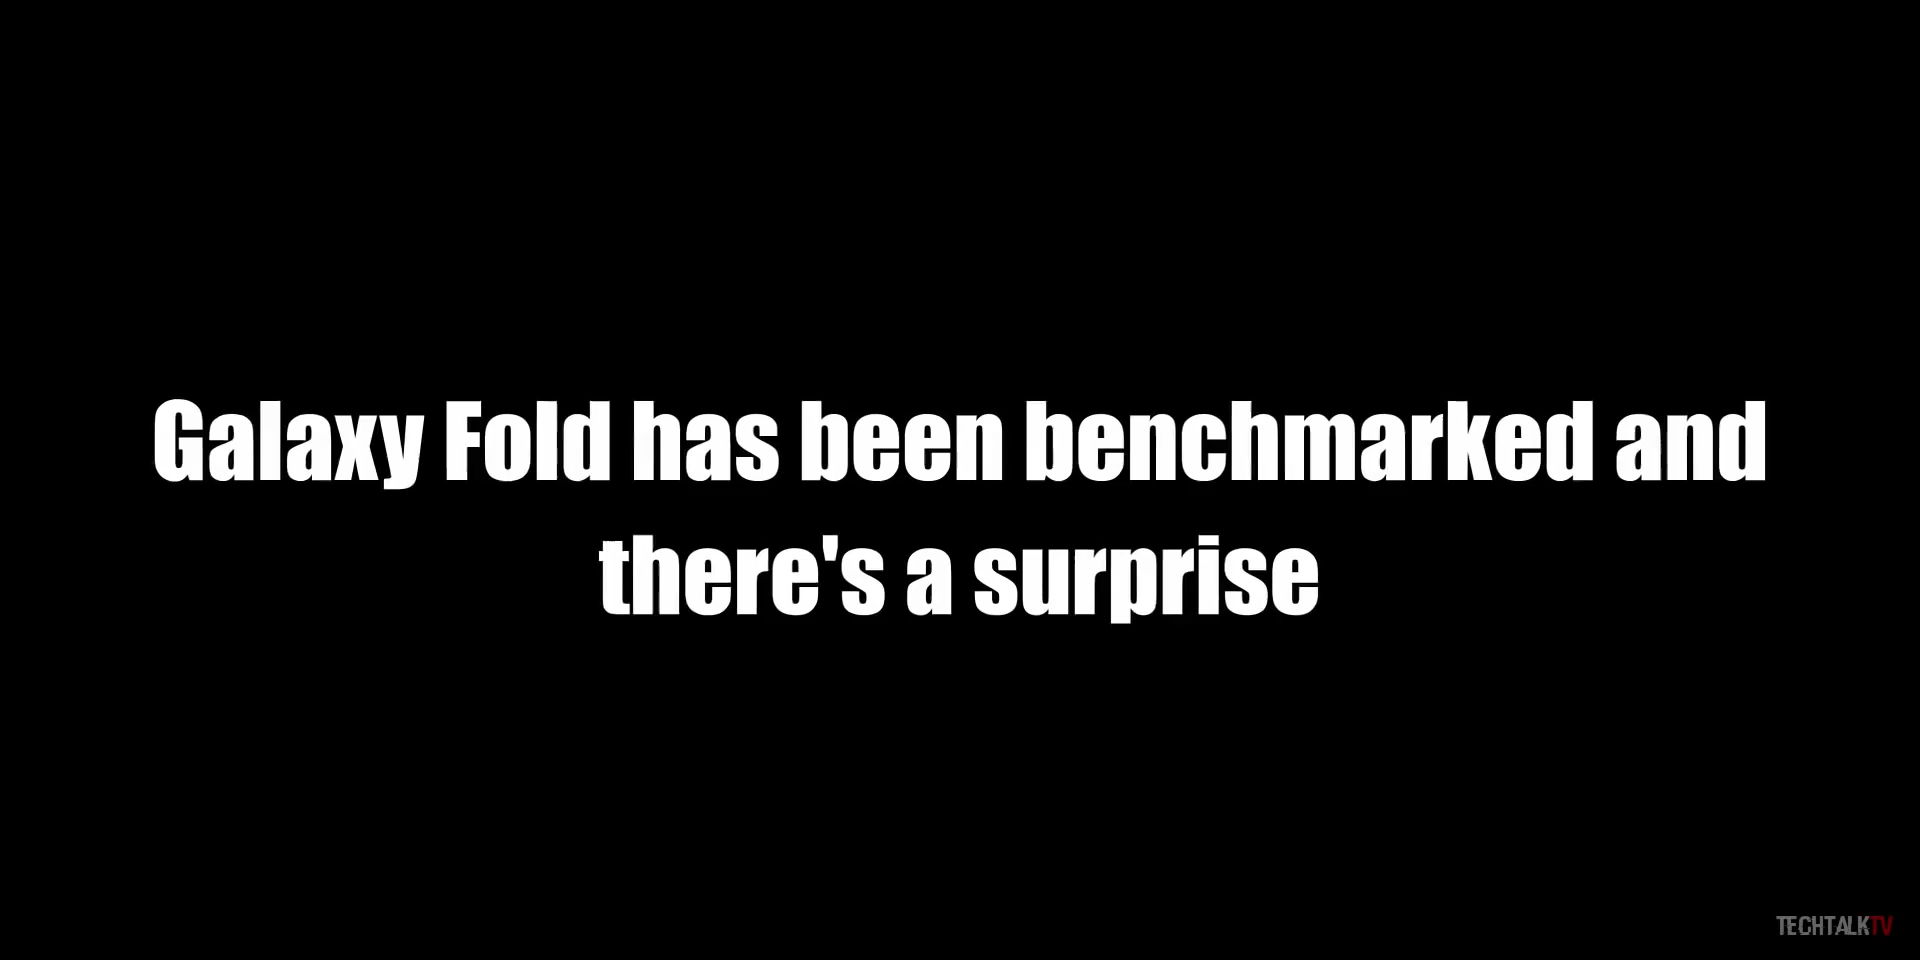 Galaxy Fold has been benchmarked and
there's a surprise
TECHTALKTV